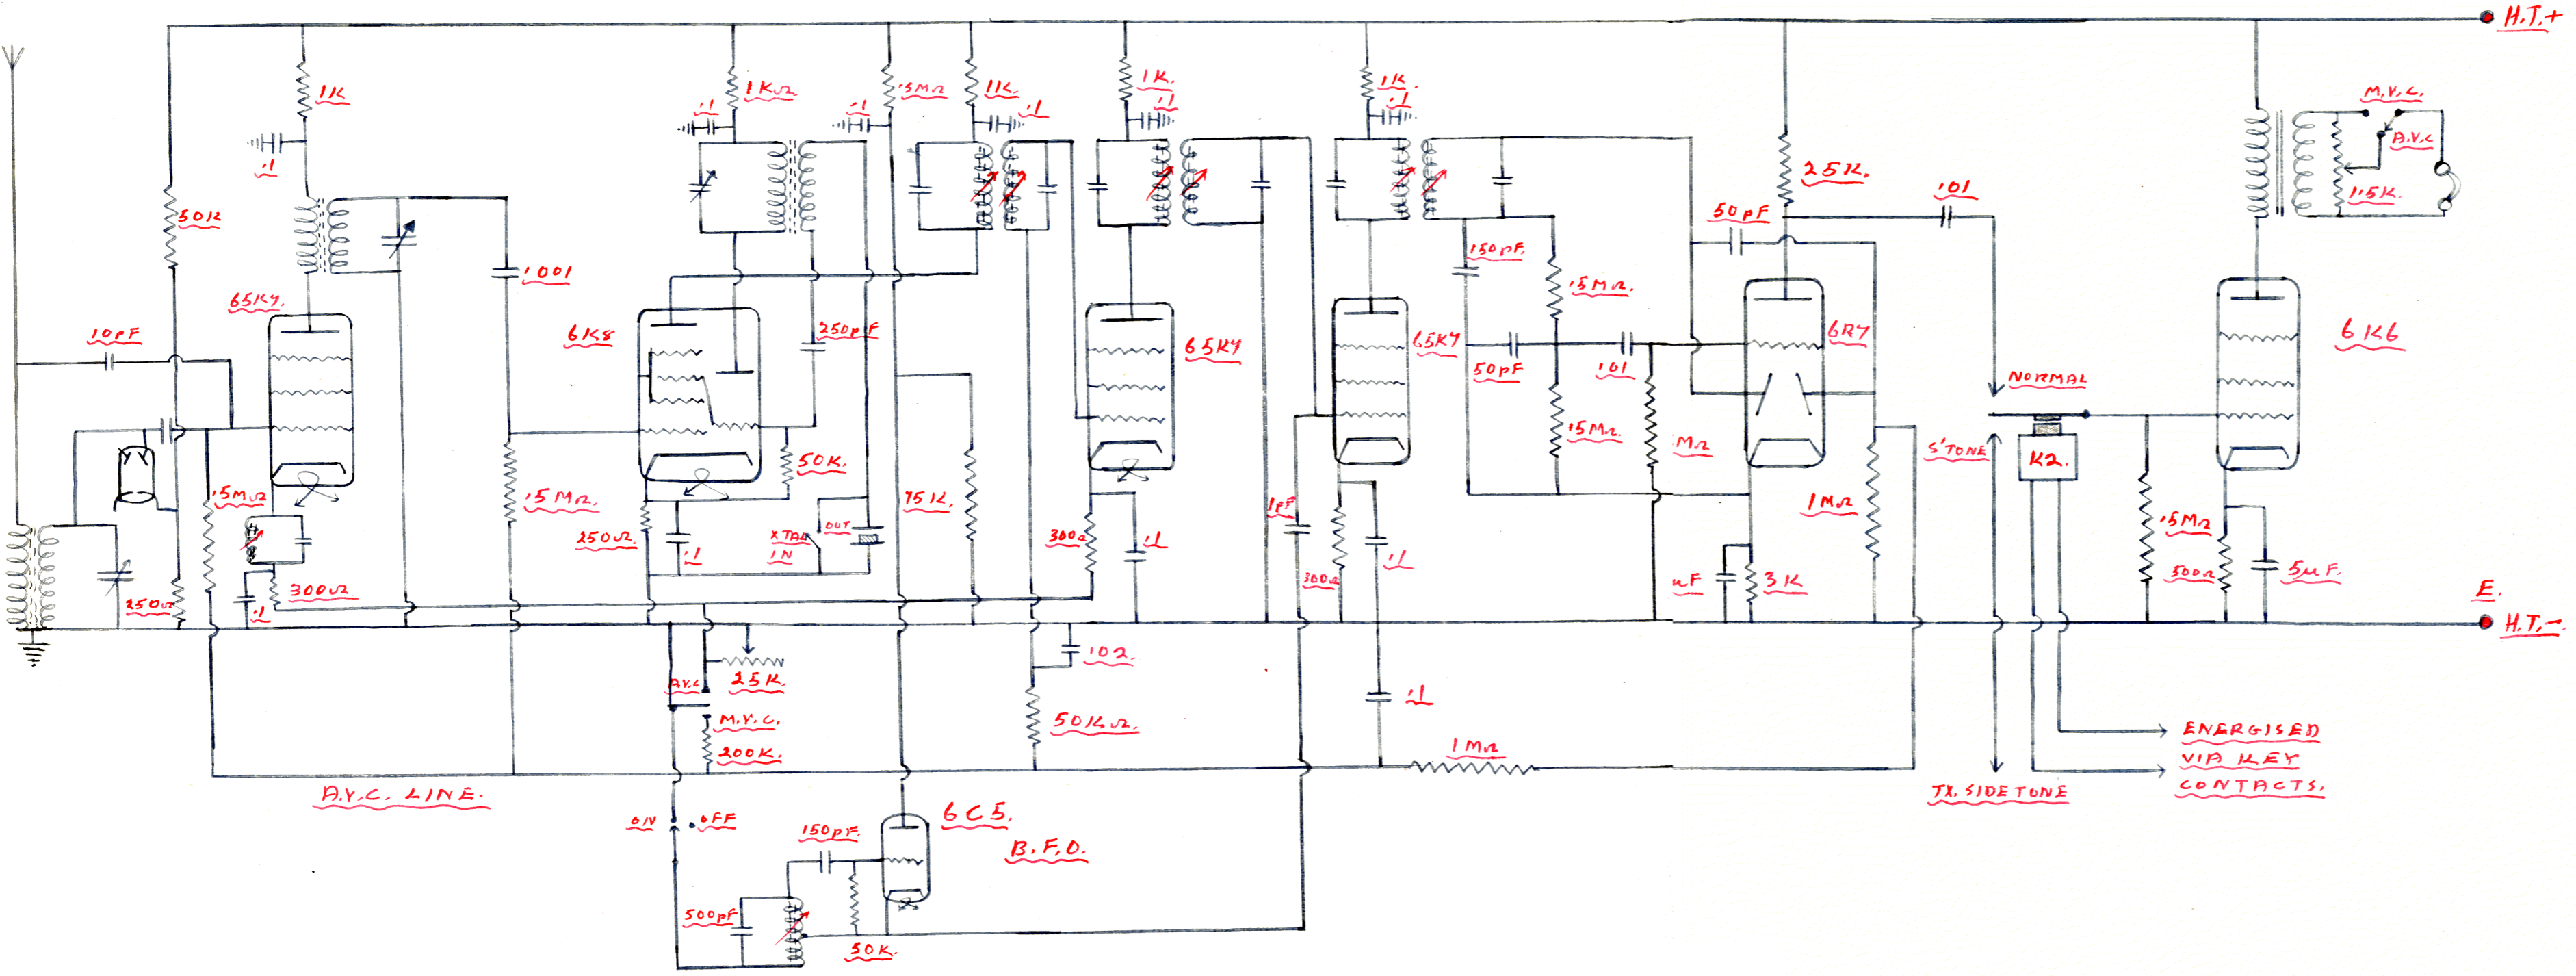 H.T.+
1K
.1
50K
65K7.
10pF
.5MΩ
250Ω
300Ω
.1
.001
.5MΩ.
1KΩ
.1
6K8
250pF
50K.
250Ω.
.1
XTAL
IN
OUT
.1
.5MΩ
1K.
.1
75K.
1K.
.1
65K7
300Ω
.1
1K.
.1
65K7
1pF
300Ω
.1
150pF.
.5MΩ.
50pF
.01
.5MΩ.
MΩ
25K.
50pF
6R7
1MΩ
µF
3K
.01
NORMAL
S'TONE
K2.
TX. SIDETONE
ENERGISED
VIA KEY
CONTACTS.
M.V.C.
A.V.C
1.5K.
6K6
.5MΩ
500Ω
5µF.
E.
H.T.-.
A.V.C
25K.
M.V.C.
200K.
.02.
50KΩ.
.1
1MΩ
A.V.C. LINE.
ON
.OFF
150pF.
6C5.
B.F.O.
500pF
50K.